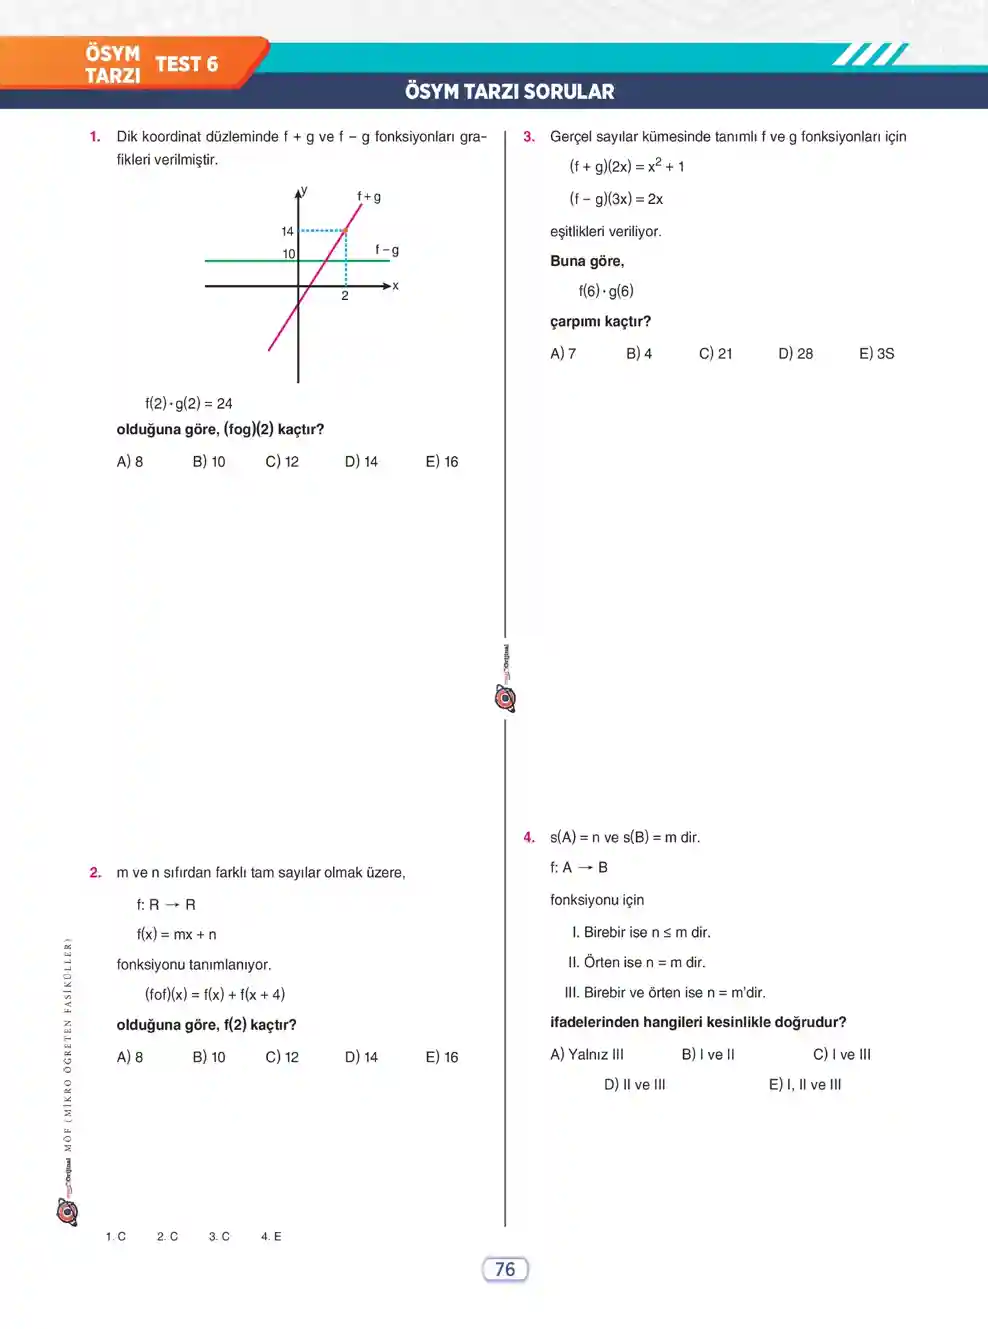 ÖSYM
TARZI
TEST 6
ÖSYM TARZI SORULAR
1. Dik koordinat düzleminde f + g ve f – g fonksiyonları gra-
fikleri verilmiştir.
y
f + g
14
10
f – g
x
2
f(2)·g(2) = 24
olduğuna göre, (fog)(2) kaçtır?
A) 8 B) 10 C) 12 D) 14 E) 16
2. m ve n sıfırdan farklı tam sayılar olmak üzere,
f: R → R
f(x) = mx + n
fonksiyonu tanımlanıyor.
(fof)(x) = f(x) + f(x + 4)
olduğuna göre, f(2) kaçtır?
A) 8 B) 10 C) 12 D) 14 E) 16
3. Gerçel sayılar kümesinde tanımlı f ve g fonksiyonları için
(f + g)(2x) = x² + 1
(f – g)(3x) = 2x
eşitlikleri veriliyor.
Buna göre,
f(6)·g(6)
çarpımı kaçtır?
A) 7 B) 4 C) 21 D) 28 E) 3S
Orijinal
4. s(A) = n ve s(B) = m dir.
f: A → B
fonksiyonu için
I. Birebir ise n ≤ m dir.
II. Örten ise n = m dir.
III. Birebir ve örten ise n = m'dir.
ifadelerinden hangileri kesinlikle doğrudur?
A) Yalnız III B) I ve II C) I ve III
D) II ve III E) I, II ve III
Orijinal MÖF (MİKRO ÖĞRETEN FASİKÜLLER)
1. C 2. C 3. C 4. E
76